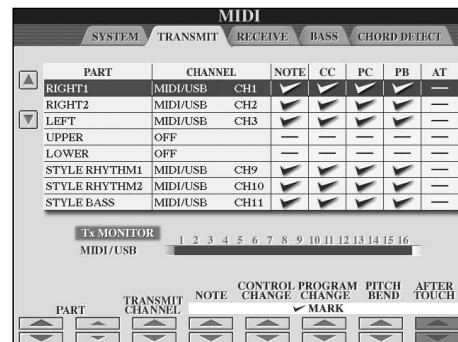 MIDI
SYSTEM TRANSMIT RECEIVE BASS CHORD DETECT
PART CHANNEL NOTE CC PC PB AT
RIGHT1 MIDI/USB CH1 ✓ ✓ ✓ ✓ —
RIGHT2 MIDI/USB CH2 ✓ ✓ ✓ ✓ —
LEFT MIDI/USB CH3 ✓ ✓ ✓ ✓ —
UPPER OFF — — — — —
LOWER OFF — — — — —
STYLE RHYTHM1 MIDI/USB CH9 ✓ ✓ ✓ ✓ —
STYLE RHYTHM2 MIDI/USB CH10 ✓ ✓ ✓ ✓ —
STYLE BASS MIDI/USB CH11 ✓ ✓ ✓ ✓ —
Tx MONITOR
MIDI/USB 1 2 3 4 5 6 7 8 9 10 11 12 13 14 15 16
PART TRANSMIT CHANNEL NOTE CONTROL CHANGE PROGRAM CHANGE PITCH BEND AFTER TOUCH
✓ MARK